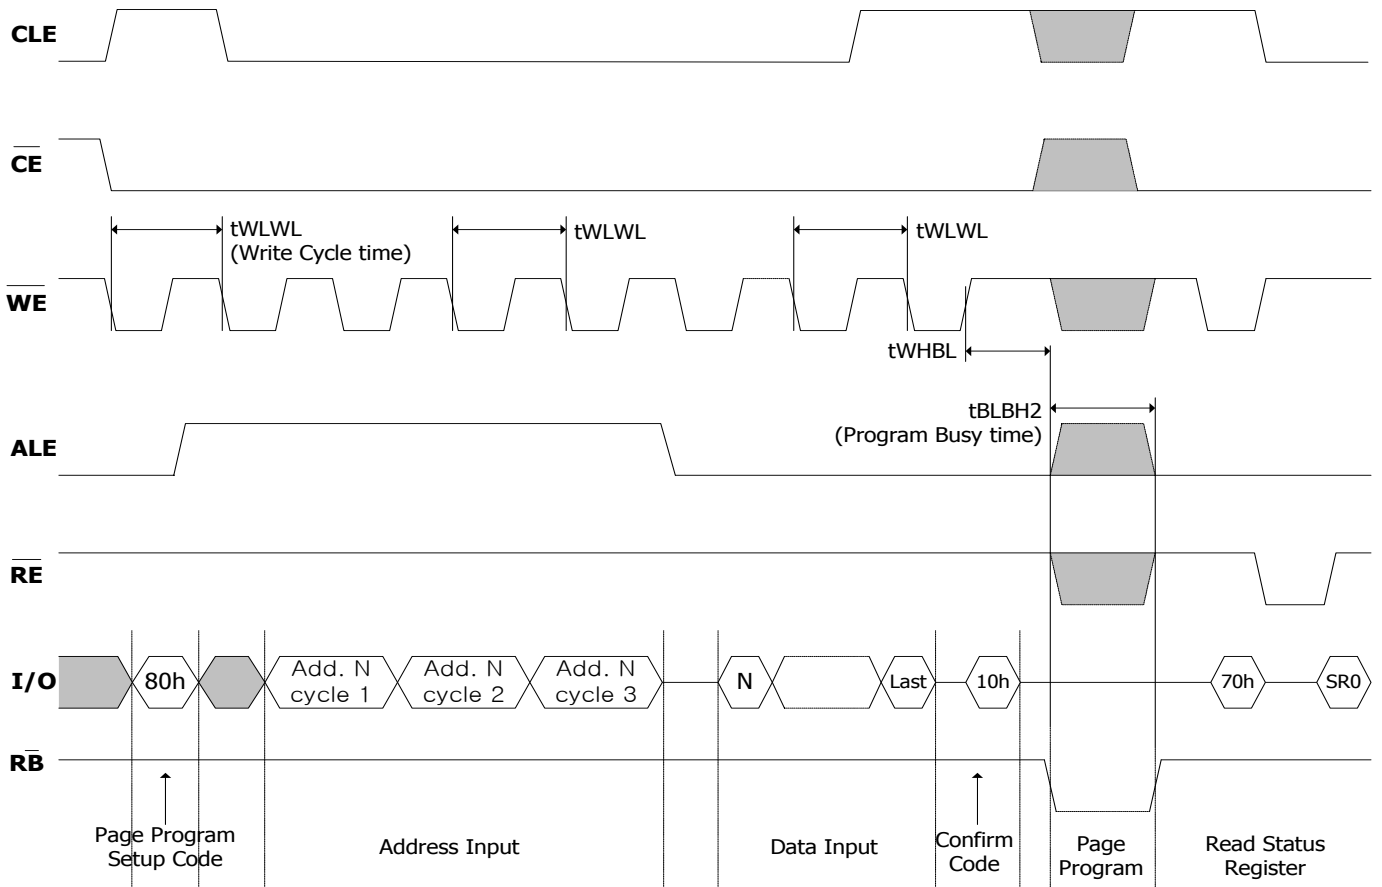 CLE
CE
tWLWL
(Write Cycle time)
tWLWL
tWLWL
WE
tWHBL
tBLBH2
(Program Busy time)
ALE
RE
I/O
80h
Add. N
cycle 1
Add. N
cycle 2
Add. N
cycle 3
N
Last
10h
70h
SR0
RB
Page Program
Setup Code
Address Input
Data Input
Confirm
Code
Page
Program
Read Status
Register